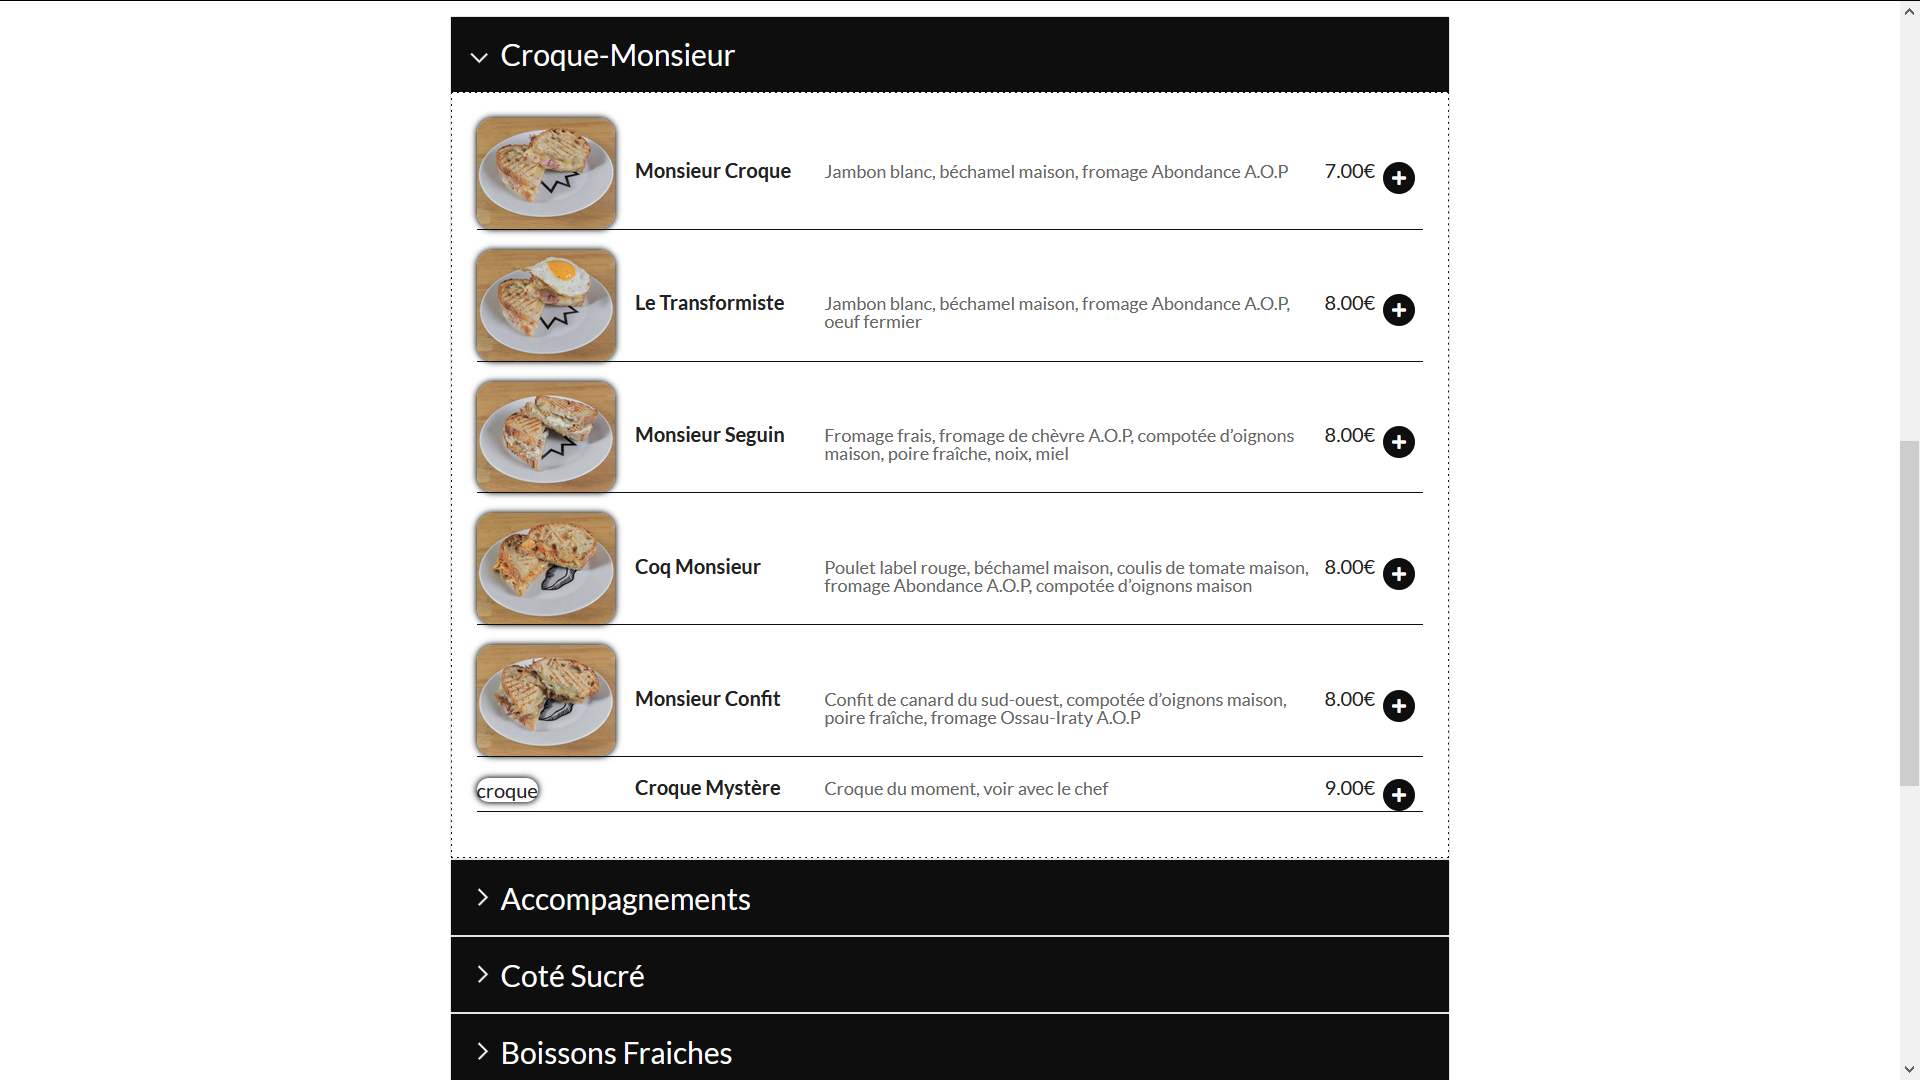 Croque-Monsieur
Monsieur Croque
Jambon blanc, béchamel maison, fromage Abondance A.O.P
7.00€
Le Transformiste
Jambon blanc, béchamel maison, fromage Abondance A.O.P,
oeuf fermier
8.00€
Monsieur Seguin
Fromage frais, fromage de chèvre A.O.P, compotée d’oignons
maison, poire fraîche, noix, miel
8.00€
Coq Monsieur
Poulet label rouge, béchamel maison, coulis de tomate maison,
fromage Abondance A.O.P, compotée d’oignons maison
8.00€
Monsieur Confit
Confit de canard du sud-ouest, compotée d’oignons maison,
poire fraîche, fromage Ossau-Iraty A.O.P
8.00€
croque
Croque Mystère
Croque du moment, voir avec le chef
9.00€
Accompagnements
Coté Sucré
Boissons Fraiches